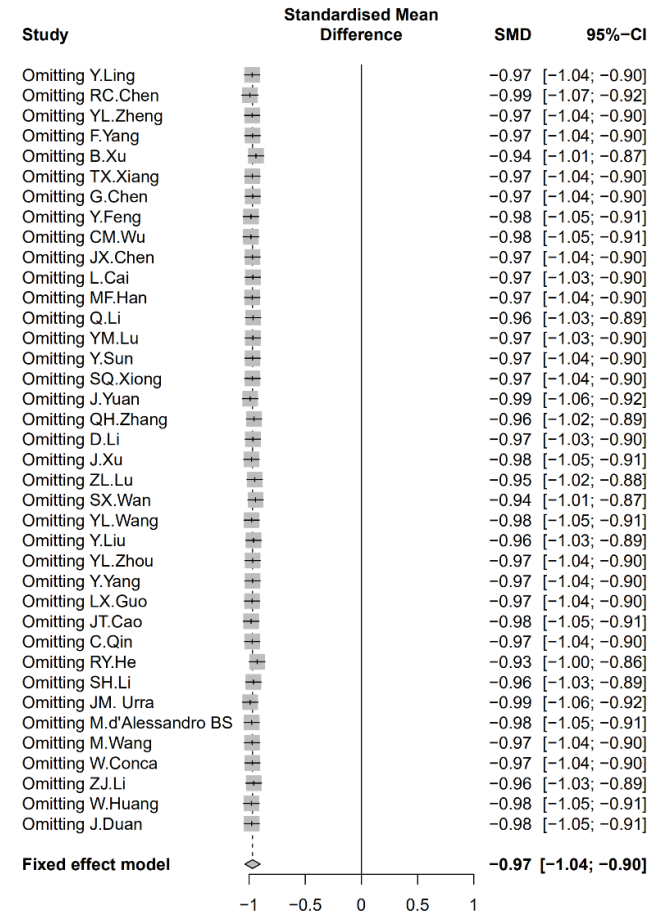 Standardised Mean
Study Difference SMD 95%−CI
Omitting Y.Ling −0.97 [−1.04; −0.90]
Omitting RC.Chen −0.99 [−1.07; −0.92]
Omitting YL.Zheng −0.97 [−1.04; −0.90]
Omitting F.Yang −0.97 [−1.04; −0.90]
Omitting B.Xu −0.94 [−1.01; −0.87]
Omitting TX.Xiang −0.97 [−1.04; −0.90]
Omitting G.Chen −0.97 [−1.04; −0.90]
Omitting Y.Feng −0.98 [−1.05; −0.91]
Omitting CM.Wu −0.98 [−1.05; −0.91]
Omitting JX.Chen −0.97 [−1.04; −0.90]
Omitting L.Cai −0.97 [−1.03; −0.90]
Omitting MF.Han −0.97 [−1.04; −0.90]
Omitting Q.Li −0.96 [−1.03; −0.89]
Omitting YM.Lu −0.97 [−1.03; −0.90]
Omitting Y.Sun −0.97 [−1.04; −0.90]
Omitting SQ.Xiong −0.97 [−1.04; −0.90]
Omitting J.Yuan −0.99 [−1.06; −0.92]
Omitting QH.Zhang −0.96 [−1.02; −0.89]
Omitting D.Li −0.97 [−1.03; −0.90]
Omitting J.Xu −0.98 [−1.05; −0.91]
Omitting ZL.Lu −0.95 [−1.02; −0.88]
Omitting SX.Wan −0.94 [−1.01; −0.87]
Omitting YL.Wang −0.98 [−1.05; −0.91]
Omitting Y.Liu −0.96 [−1.03; −0.89]
Omitting YL.Zhou −0.97 [−1.04; −0.90]
Omitting Y.Yang −0.97 [−1.04; −0.90]
Omitting LX.Guo −0.97 [−1.04; −0.90]
Omitting JT.Cao −0.98 [−1.05; −0.91]
Omitting C.Qin −0.97 [−1.04; −0.90]
Omitting RY.He −0.93 [−1.00; −0.86]
Omitting SH.Li −0.96 [−1.03; −0.89]
Omitting JM. Urra −0.99 [−1.06; −0.92]
Omitting M.d'Alessandro BS −0.98 [−1.05; −0.91]
Omitting M.Wang −0.97 [−1.04; −0.90]
Omitting W.Conca −0.97 [−1.04; −0.90]
Omitting ZJ.Li −0.96 [−1.03; −0.89]
Omitting W.Huang −0.98 [−1.05; −0.91]
Omitting J.Duan −0.98 [−1.05; −0.91]
Fixed effect model −0.97 [−1.04; −0.90]
−1 −0.5 0 0.5 1